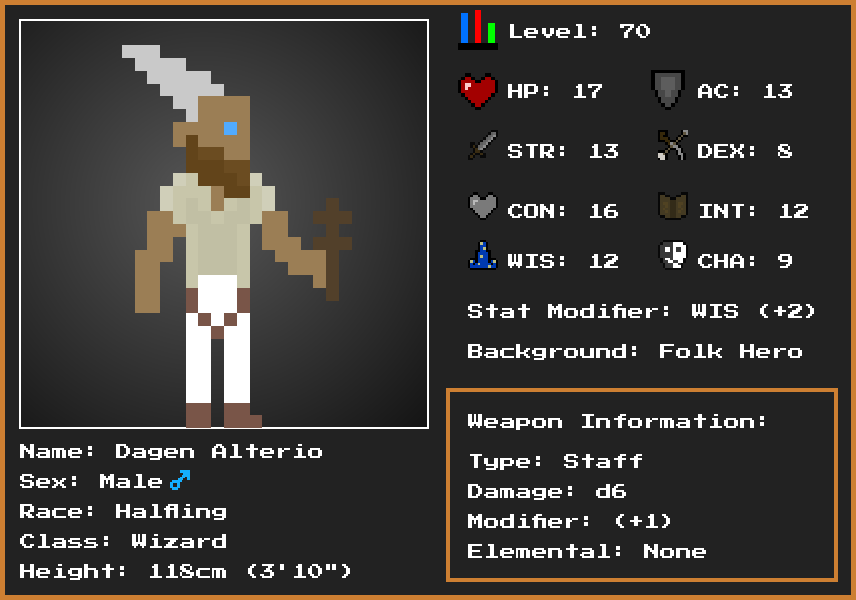 Level: 70
HP: 17
AC: 13
STR: 13
DEX: 8
CON: 16
INT: 12
WIS: 12
CHA: 9
Stat Modifier: WIS (+2)
Background: Folk Hero
Weapon Information:
Type: Staff
Damage: d6
Modifier: (+1)
Elemental: None
Name: Dagen Alterio
Sex: Male♂
Race: Halfling
Class: Wizard
Height: 118cm (3'10")